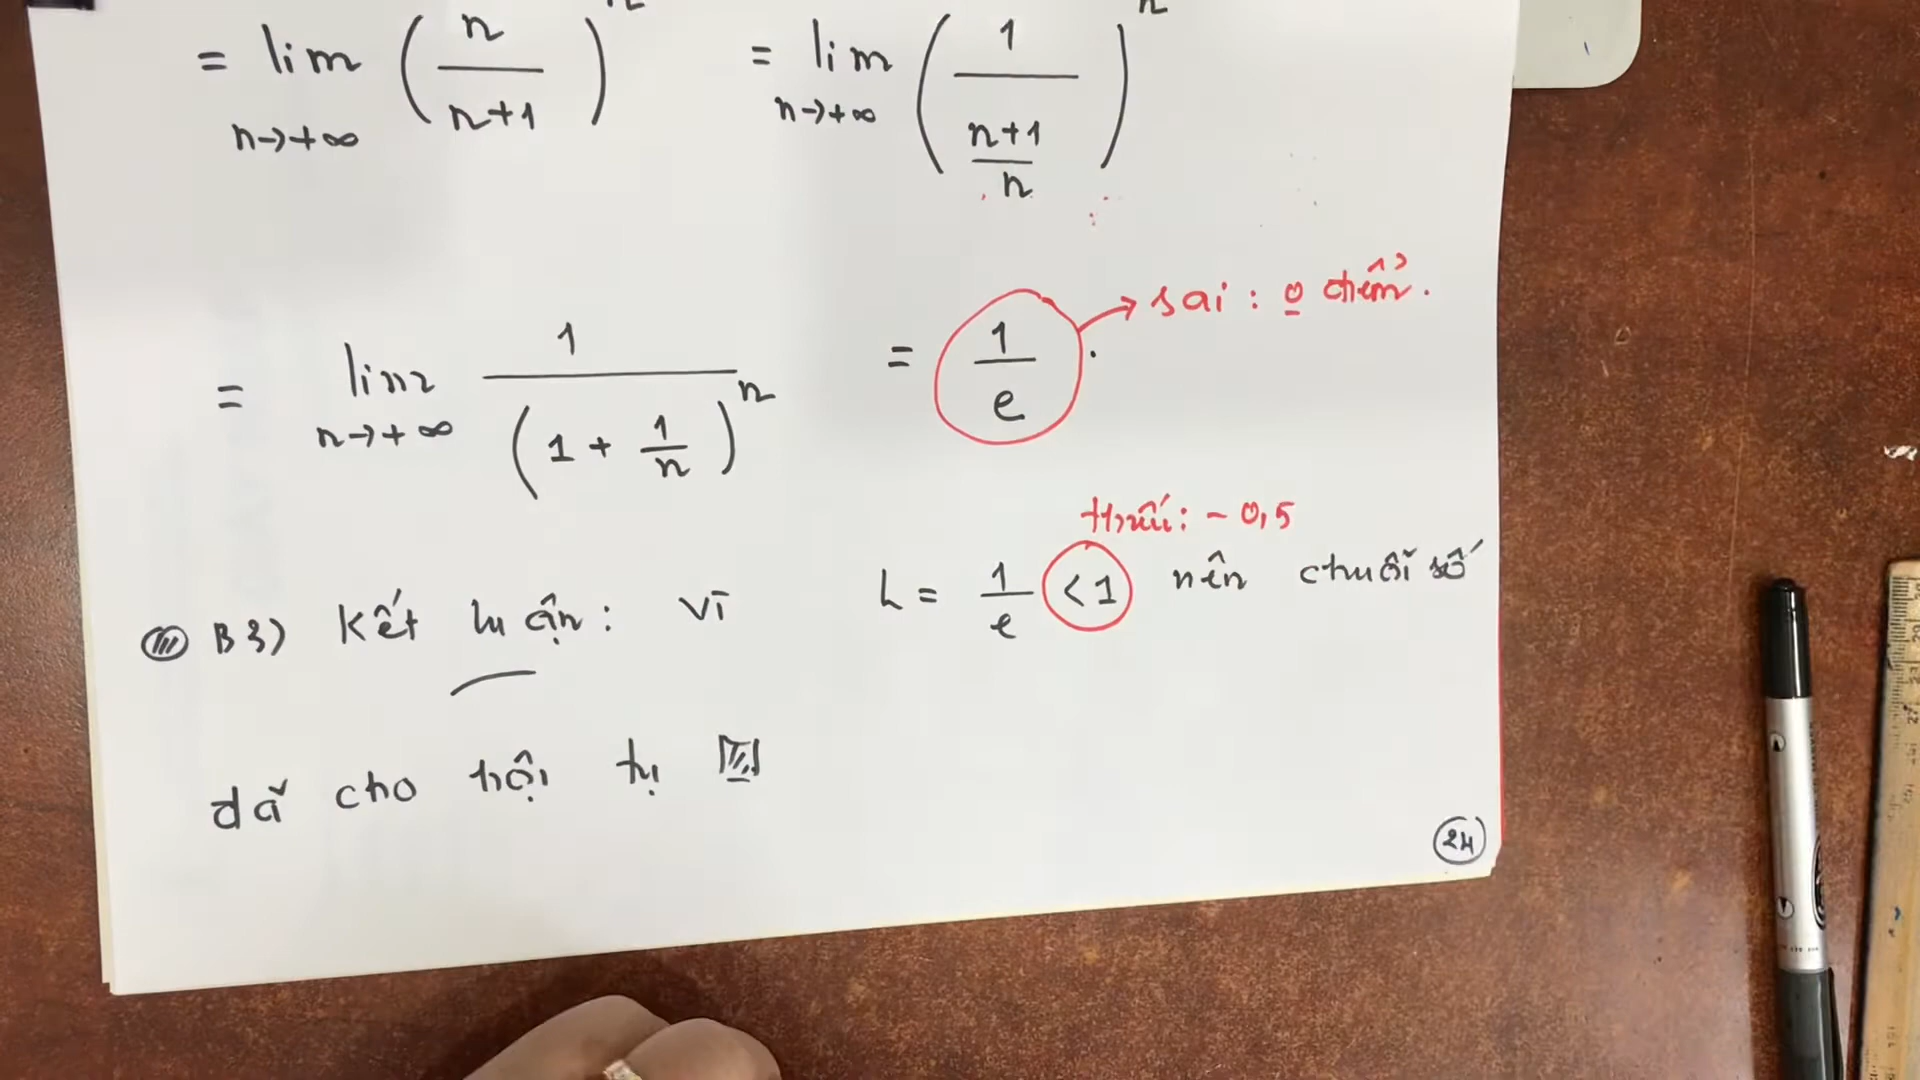 = lim n→+∞ (n/(n+1))^n = lim n→+∞ (1/((n+1)/n))^n
sai : 0 điểm.
= lim n→+∞ 1/(1 + 1/n)^n = 1/e .
thiếu: - 0,5
B3) Kết luận: Vì L = 1/e < 1 nên chuỗi số
đã cho hội tụ
24